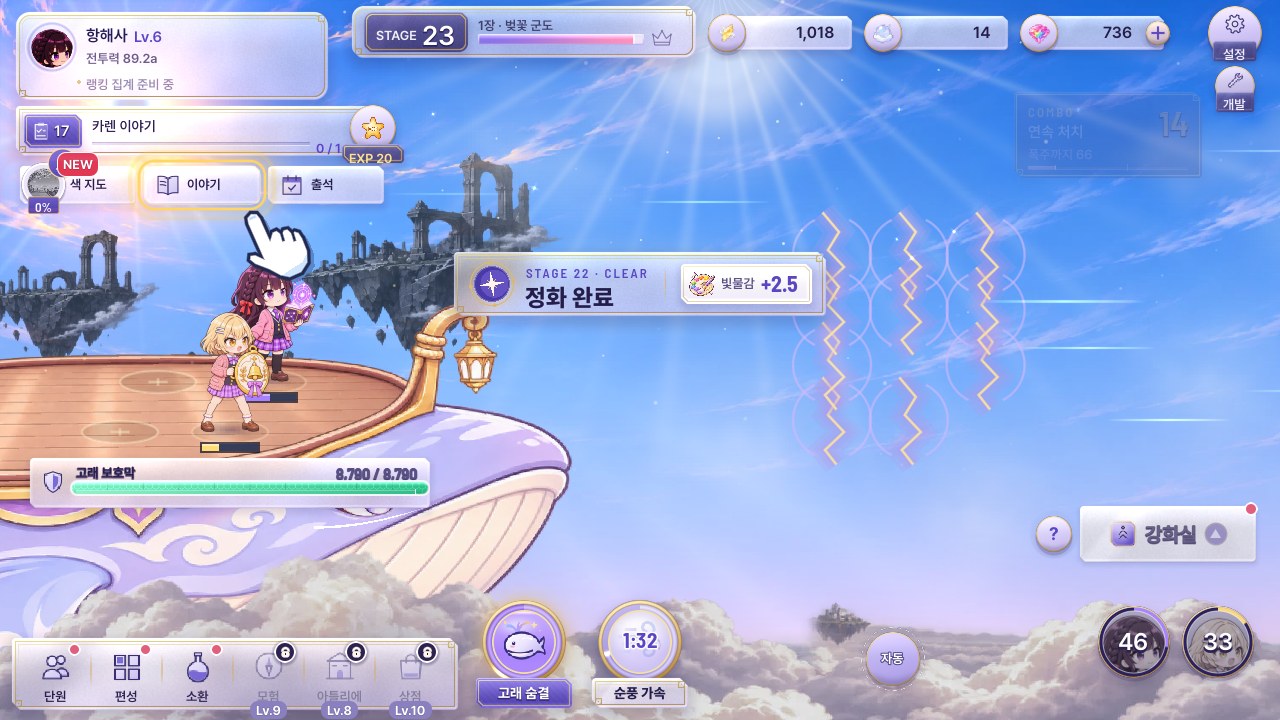 항해사 Lv.6
전투력 89.2a
랭킹 집계 준비 중
STAGE 23
1장 · 벚꽃 군도
1,018
14
736
설정
개발
17
카렌 이야기
0 / 1
EXP 20
NEW
색 지도
0%
이야기
출석
COMBO
연속 처치
14
폭주까지 66
STAGE 22 · CLEAR
정화 완료
빛물감 +2.5
고래 보호막
8,790 / 8,790
?
강화실
단원
편성
소환
모험
Lv.9
아틀리에
Lv.8
상점
Lv.10
고래 숨결
1:32
순풍 가속
자동
46
33